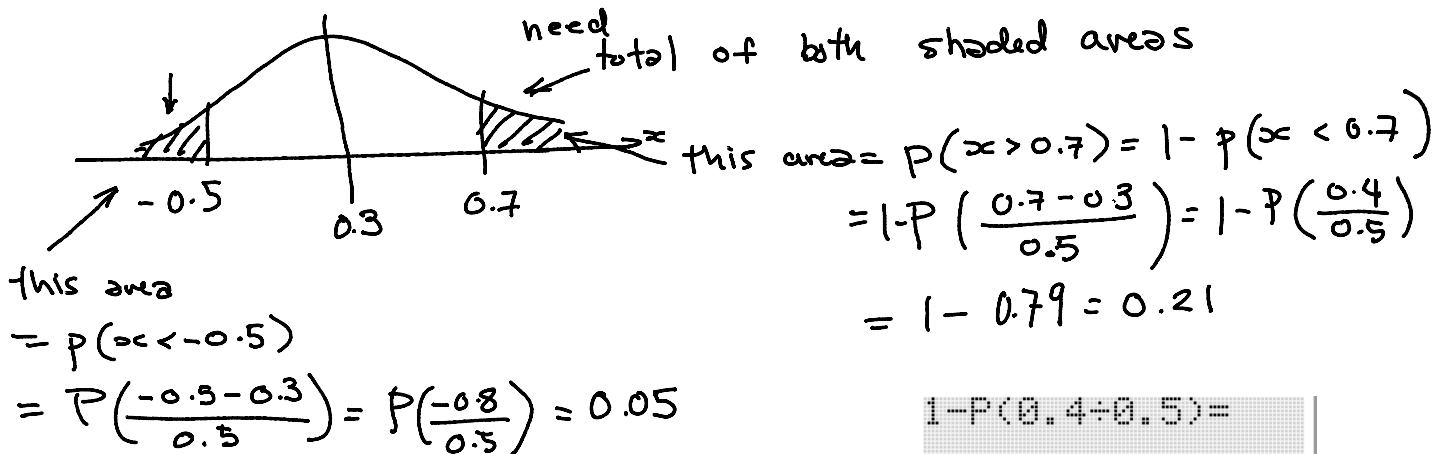 need
total of both shaded areas
x
-0.5 0.3 0.7
this area = p(x > 0.7) = 1 - p(x < 0.7)
= 1-P(0.7-0.3/0.5) = 1-P(0.4/0.5)
= 1 - 0.79 = 0.21
this area
= p(x<-0.5)
= P(-0.5-0.3/0.5) = P(-0.8/0.5) = 0.05
1-P(0.4÷0.5)=